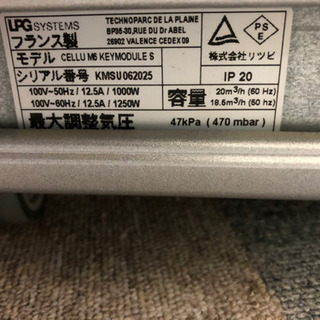 LPG SYSTEMS
TECHNOPARC DE LA PLAINE
BP35-30, RUE DU Dr ABEL
26902 VALENCE CEDEX 09
フランス製
モデル CELLU M6 KEYMODULE S
シリアル番号 KMSU062025
100V~50Hz / 12.5A / 1000W
100V~60Hz / 12.5A / 1250W
最大調整気圧 47kPa ( 470 mbar)
PSE
株式会社リツビ
IP 20
容量 20m³/h (60 Hz)
18.5m³/h (50 hz)